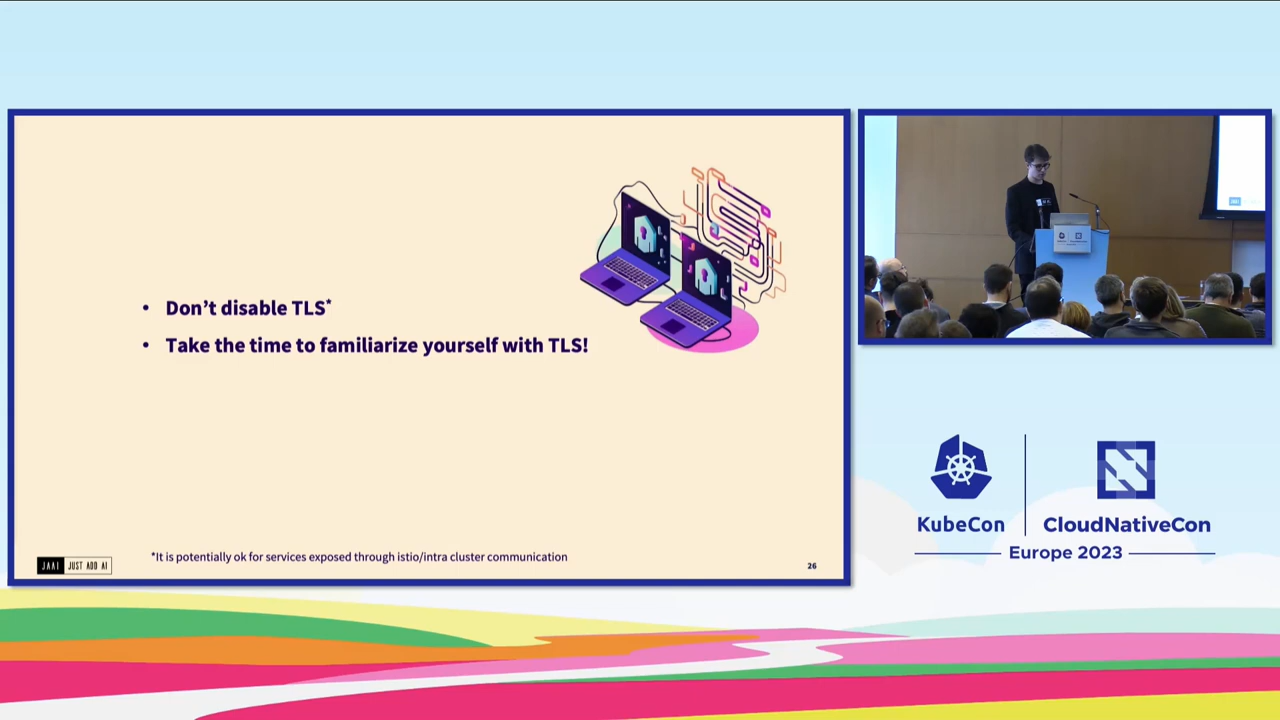 • Don’t disable TLS*
• Take the time to familiarize yourself with TLS!
*It is potentially ok for services exposed through istio/intra cluster communication
JAAI JUST ADD AI
26
KubeCon
CloudNativeCon
Europe 2023